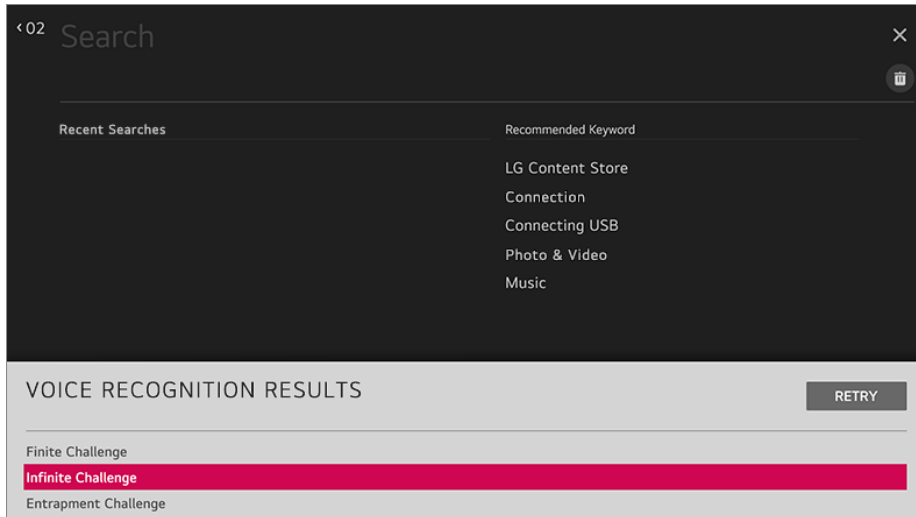 ‹02
Search
Recent Searches
Recommended Keyword
LG Content Store
Connection
Connecting USB
Photo & Video
Music
VOICE RECOGNITION RESULTS
RETRY
Finite Challenge
Infinite Challenge
Entrapment Challenge